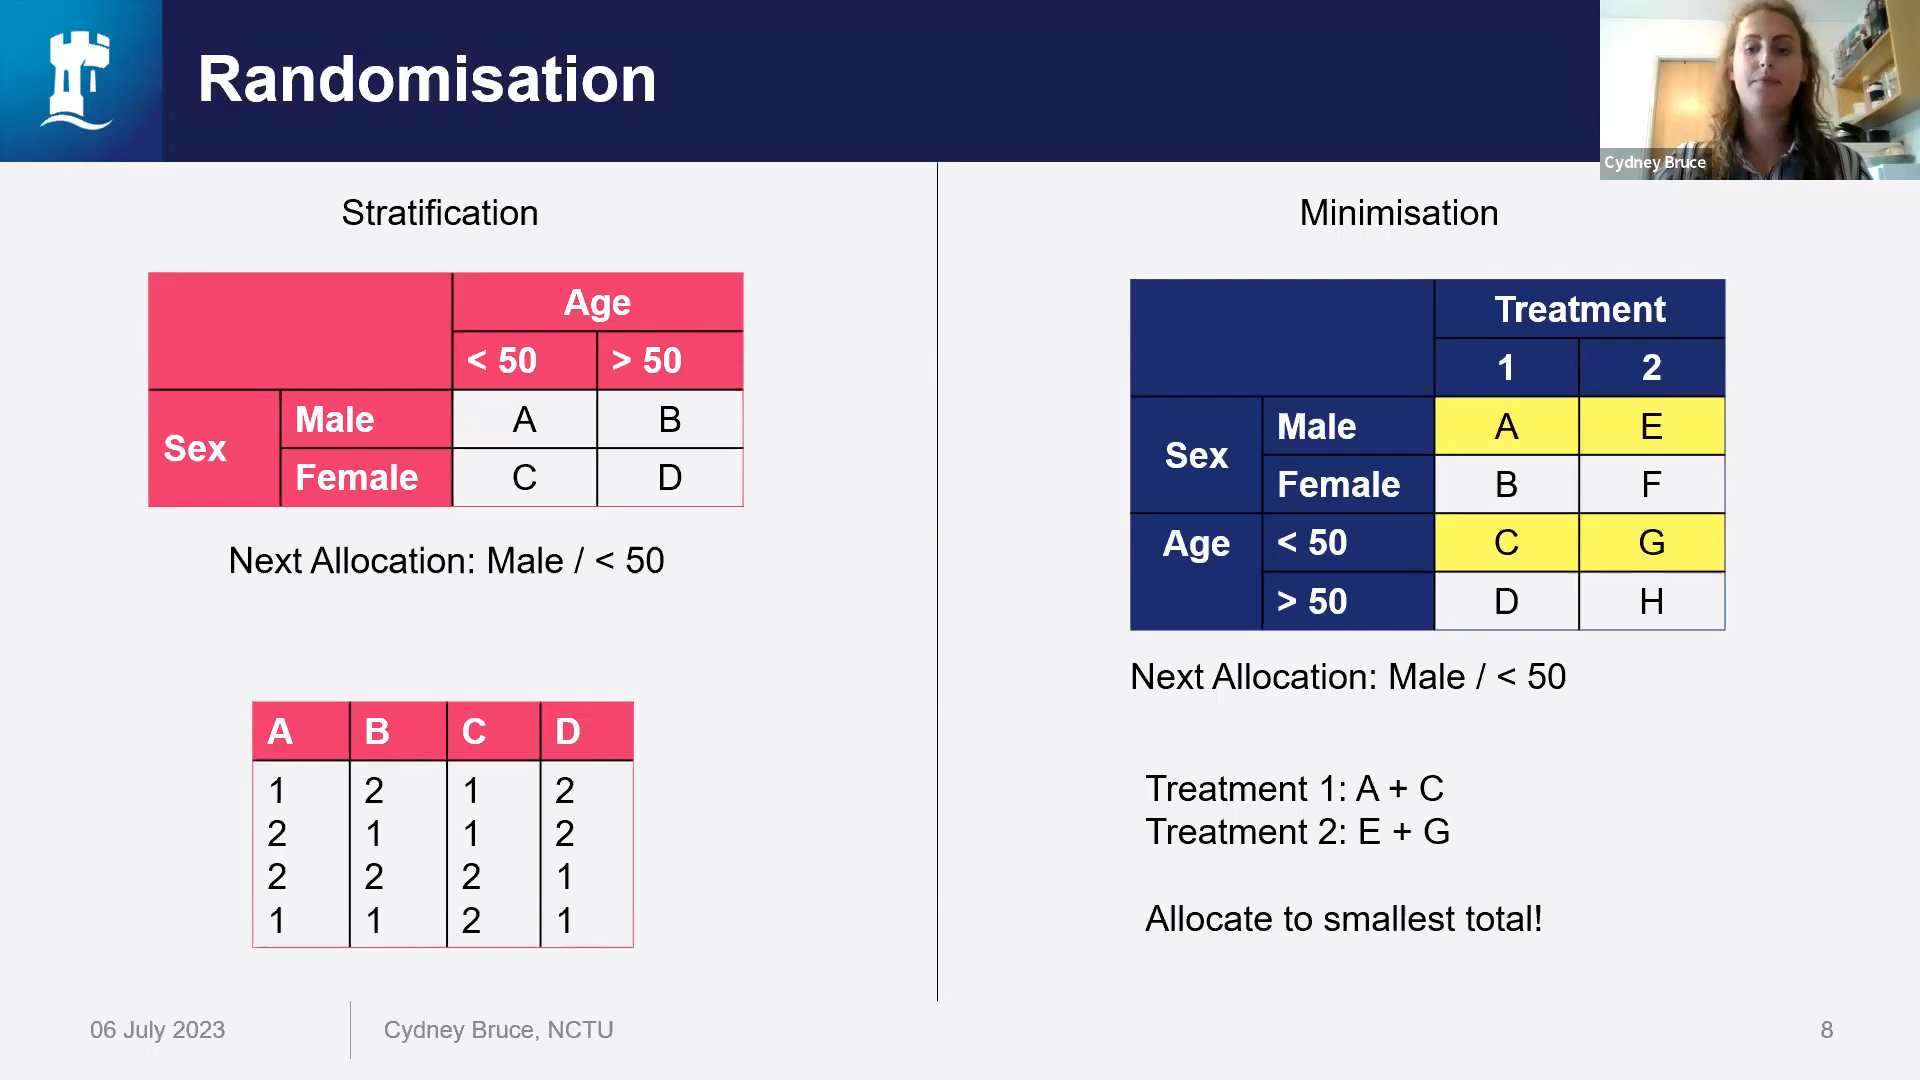 Randomisation
Cydney Bruce
Stratification
Age
< 50 > 50
Sex
Male A B
Female C D
Next Allocation: Male / < 50
A B C D
1 2 1 2
2 1 1 2
2 2 2 1
1 1 2 1
Minimisation
Treatment
1 2
Sex
Male A E
Female B F
Age < 50 C G
> 50 D H
Next Allocation: Male / < 50
Treatment 1: A + C
Treatment 2: E + G
Allocate to smallest total!
06 July 2023
Cydney Bruce, NCTU
8